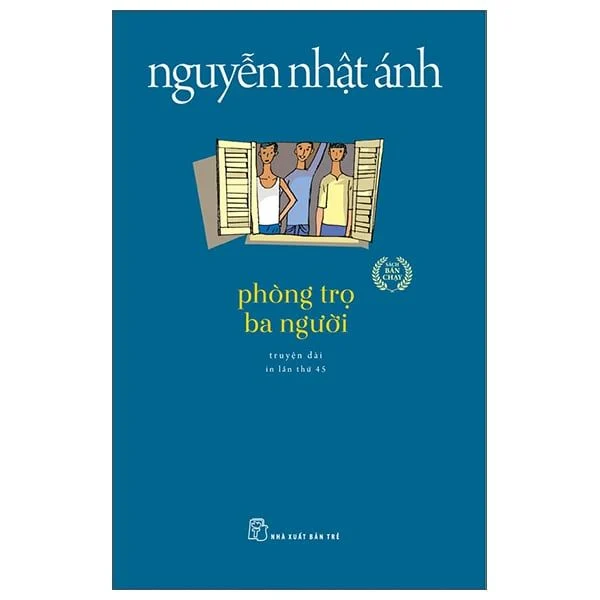 nguyễn nhật ánh
SÁCH
BÁN
CHẠY
phòng trọ
ba người
truyện dài
in lần thứ 45
NHÀ XUẤT BẢN TRẺ